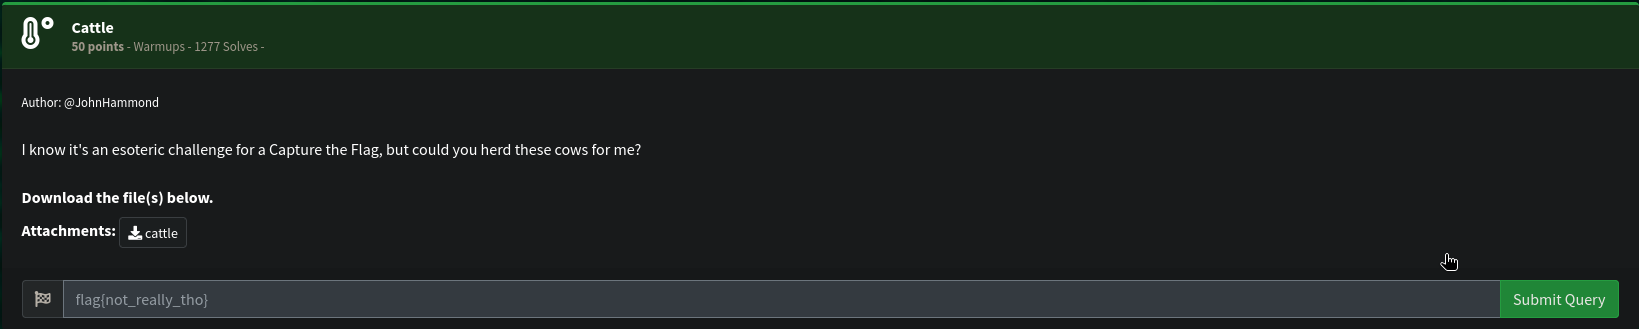 Cattle
50 points - Warmups - 1277 Solves -
Author: @JohnHammond
I know it's an esoteric challenge for a Capture the Flag, but could you herd these cows for me?
Download the file(s) below.
Attachments: cattle
flag{not_really_tho} Submit Query